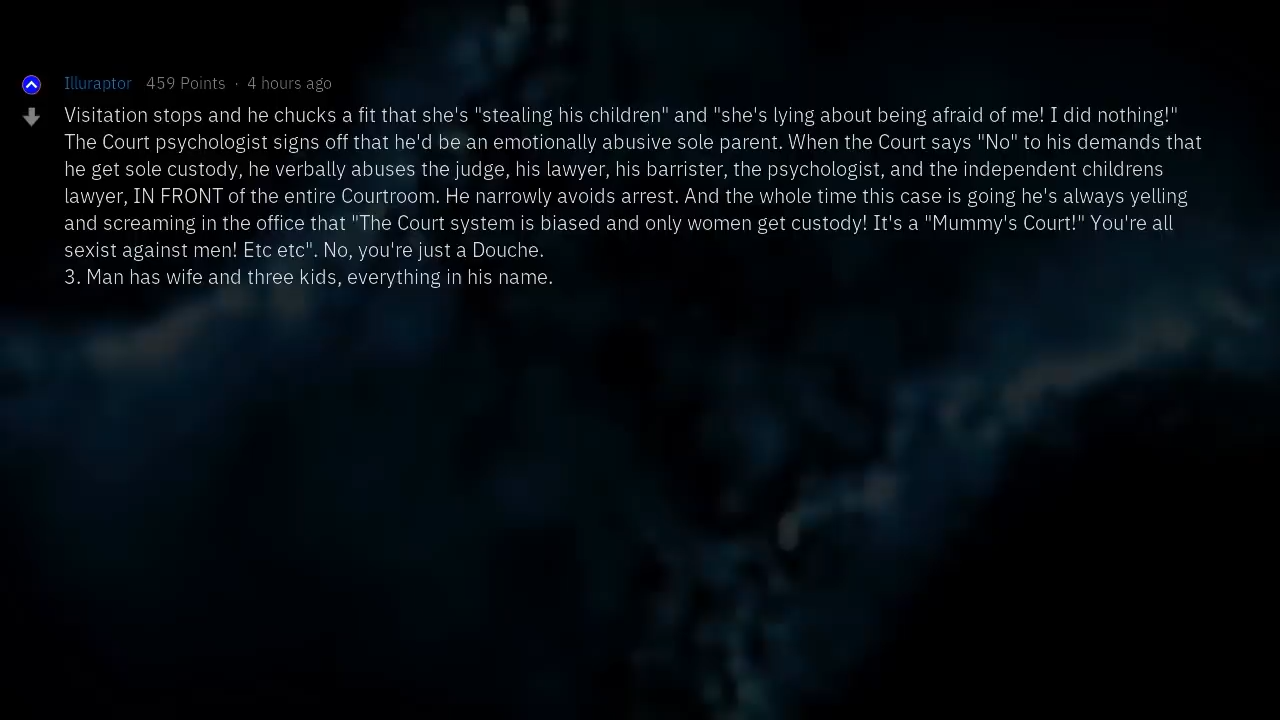 Illuraptor 459 Points · 4 hours ago
Visitation stops and he chucks a fit that she's "stealing his children" and "she's lying about being afraid of me! I did nothing!"
The Court psychologist signs off that he'd be an emotionally abusive sole parent. When the Court says "No" to his demands that
he get sole custody, he verbally abuses the judge, his lawyer, his barrister, the psychologist, and the independent childrens
lawyer, IN FRONT of the entire Courtroom. He narrowly avoids arrest. And the whole time this case is going he's always yelling
and screaming in the office that "The Court system is biased and only women get custody! It's a "Mummy's Court!" You're all
sexist against men! Etc etc". No, you're just a Douche.
3. Man has wife and three kids, everything in his name.